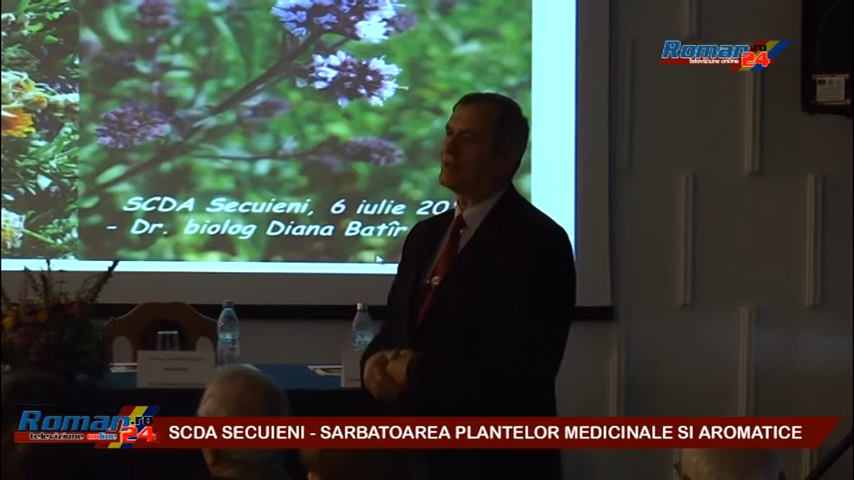 Roman.ro
televiziune online 24
SCDA Secuieni, 6 iulie 20
- Dr. biolog Diana Batîr
Roman.ro
televiziune online 24
SCDA SECUIENI - SARBATOAREA PLANTELOR MEDICINALE SI AROMATICE